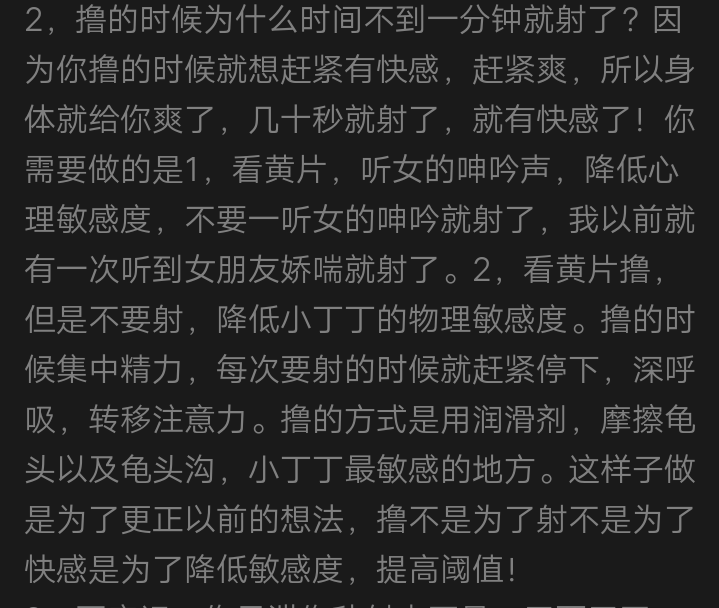 2，撸的时候为什么时间不到一分钟就射了？因
为你撸的时候就想赶紧有快感，赶紧爽，所以身
体就给你爽了，几十秒就射了，就有快感了！你
需要做的是1，看黄片，听女的呻吟声，降低心
理敏感度，不要一听女的呻吟就射了，我以前就
有一次听到女朋友娇喘就射了。2，看黄片撸，
但是不要射，降低小丁丁的物理敏感度。撸的时
候集中精力，每次要射的时候就赶紧停下，深呼
吸，转移注意力。撸的方式是用润滑剂，摩擦龟
头以及龟头沟，小丁丁最敏感的地方。这样子做
是为了更正以前的想法，撸不是为了射不是为了
快感是为了降低敏感度，提高阈值！